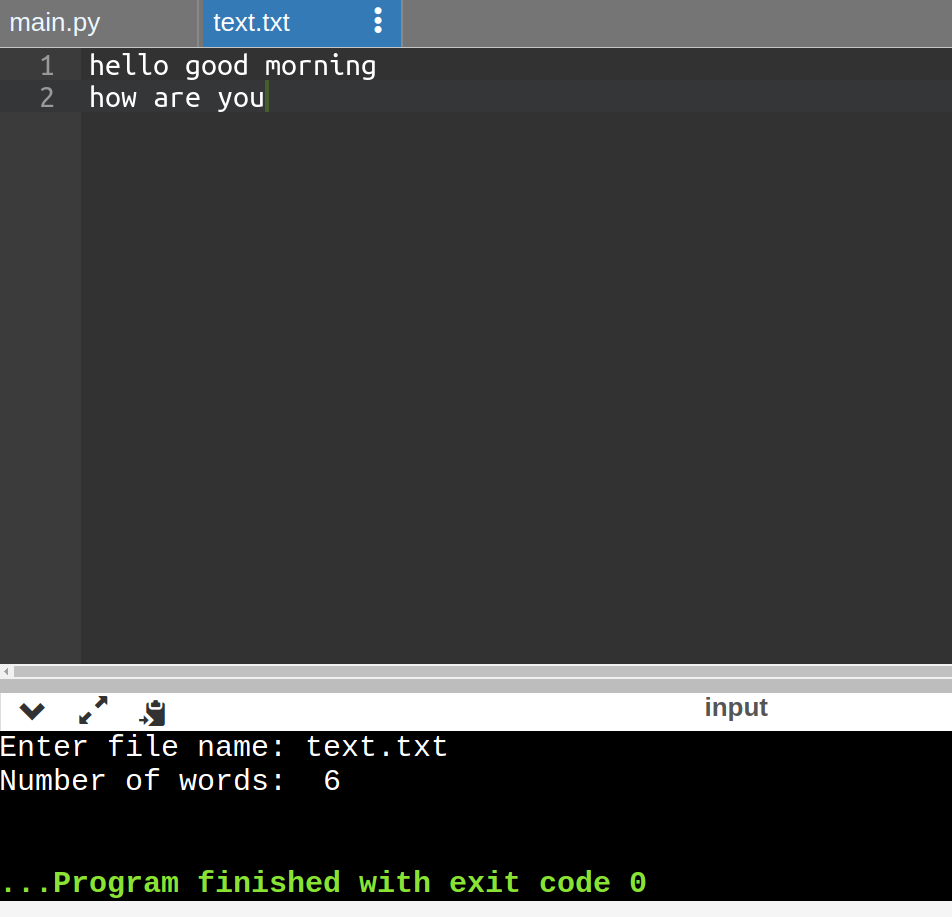 main.py
text.txt
1 hello good morning
2 how are you
input
Enter file name: text.txt
Number of words:  6
...Program finished with exit code 0